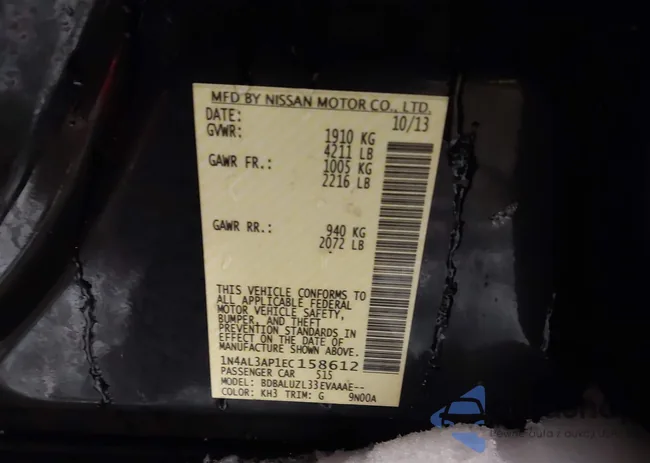 MFD BY NISSAN MOTOR CO., LTD.
DATE: 10/13
GVWR: 1910 KG
4211 LB
GAWR FR.: 1005 KG
2216 LB
GAWR RR.: 940 KG
2072 LB
THIS VEHICLE CONFORMS TO
ALL APPLICABLE FEDERAL
MOTOR VEHICLE SAFETY,
BUMPER, AND THEFT
PREVENTION STANDARDS IN
EFFECT ON THE DATE OF
MANUFACTURE SHOWN ABOVE.
1N4AL3AP1EC158612
PASSENGER CAR 515
MODEL: BDBALUZL33EVAAAE--
COLOR: KH3 TRIM: G 9N00A